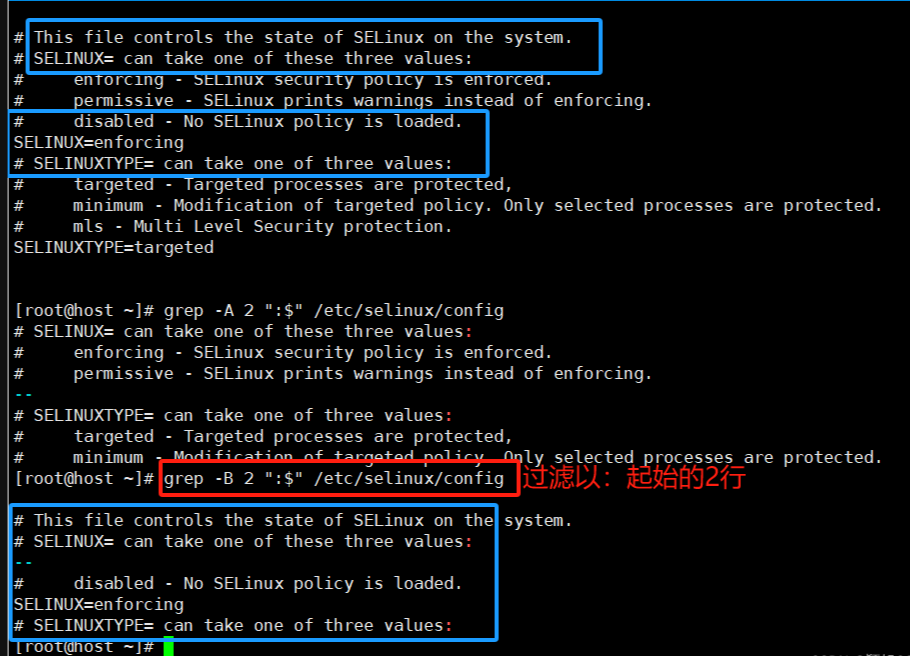 # This file controls the state of SELinux on the system.
# SELINUX= can take one of these three values:
#     enforcing - SELinux security policy is enforced.
#     permissive - SELinux prints warnings instead of enforcing.
#     disabled - No SELinux policy is loaded.
SELINUX=enforcing
# SELINUXTYPE= can take one of three values:
#     targeted - Targeted processes are protected,
#     minimum - Modification of targeted policy. Only selected processes are protected.
#     mls - Multi Level Security protection.
SELINUXTYPE=targeted
[root@host ~]# grep -A 2 ":$" /etc/selinux/config
# SELINUX= can take one of these three values:
#     enforcing - SELinux security policy is enforced.
#     permissive - SELinux prints warnings instead of enforcing.
--
# SELINUXTYPE= can take one of three values:
#     targeted - Targeted processes are protected,
#     minimum - Modification of targeted policy. Only selected processes are protected.
[root@host ~]# grep -B 2 ":$" /etc/selinux/config 过滤以：起始的2行
# This file controls the state of SELinux on the system.
# SELINUX= can take one of these three values:
--
#     disabled - No SELinux policy is loaded.
SELINUX=enforcing
# SELINUXTYPE= can take one of three values:
[root@host ~]#